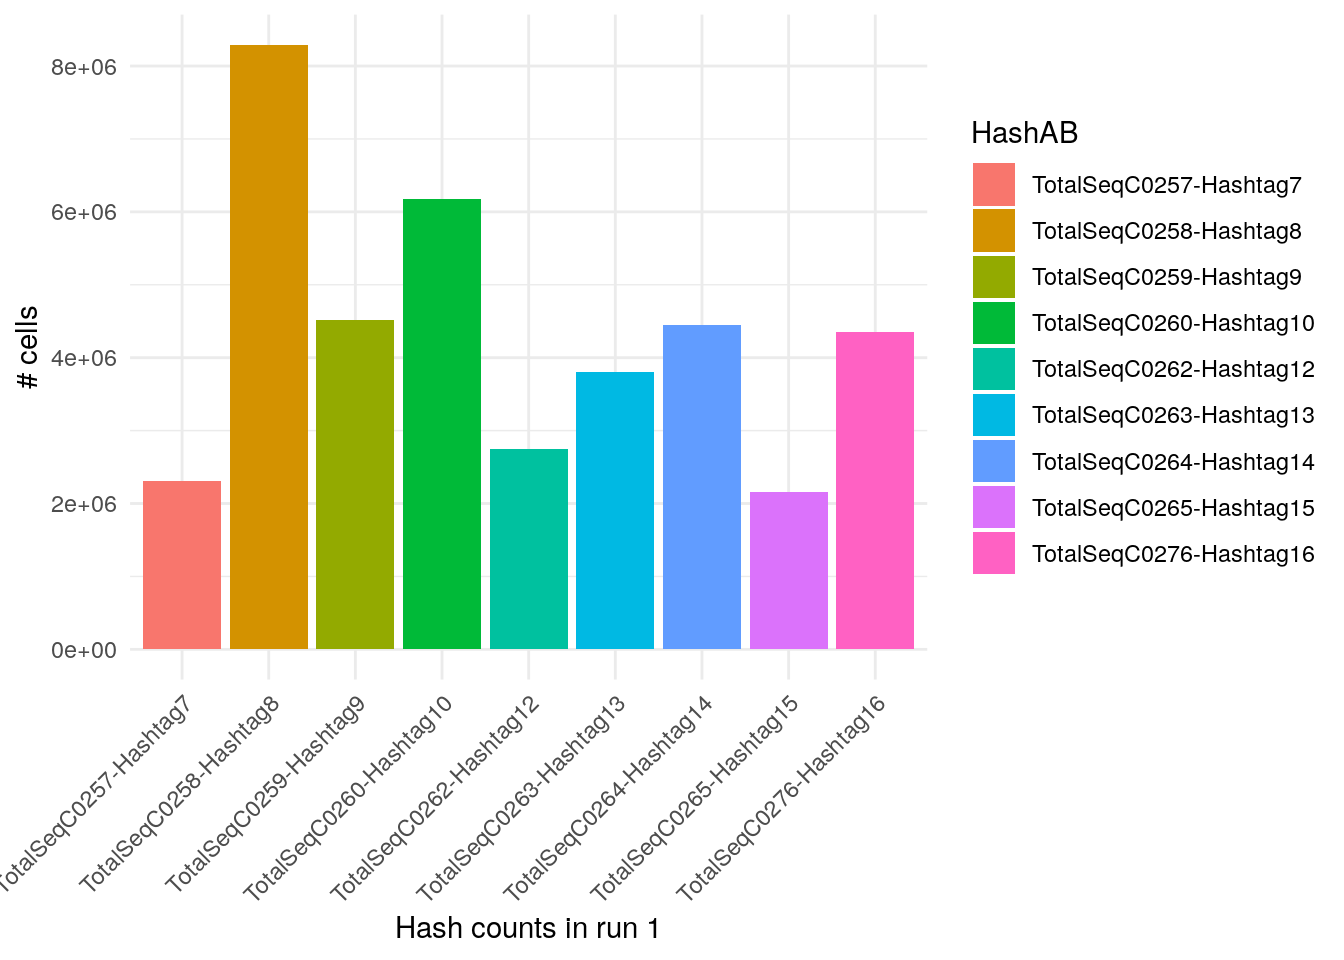 8e+06
6e+06
4e+06
2e+06
0e+00
# cells
TotalSeqC0257-Hashtag7
TotalSeqC0258-Hashtag8
TotalSeqC0259-Hashtag9
TotalSeqC0260-Hashtag10
TotalSeqC0262-Hashtag12
TotalSeqC0263-Hashtag13
TotalSeqC0264-Hashtag14
TotalSeqC0265-Hashtag15
TotalSeqC0276-Hashtag16
Hash counts in run 1
HashAB
TotalSeqC0257-Hashtag7
TotalSeqC0258-Hashtag8
TotalSeqC0259-Hashtag9
TotalSeqC0260-Hashtag10
TotalSeqC0262-Hashtag12
TotalSeqC0263-Hashtag13
TotalSeqC0264-Hashtag14
TotalSeqC0265-Hashtag15
TotalSeqC0276-Hashtag16